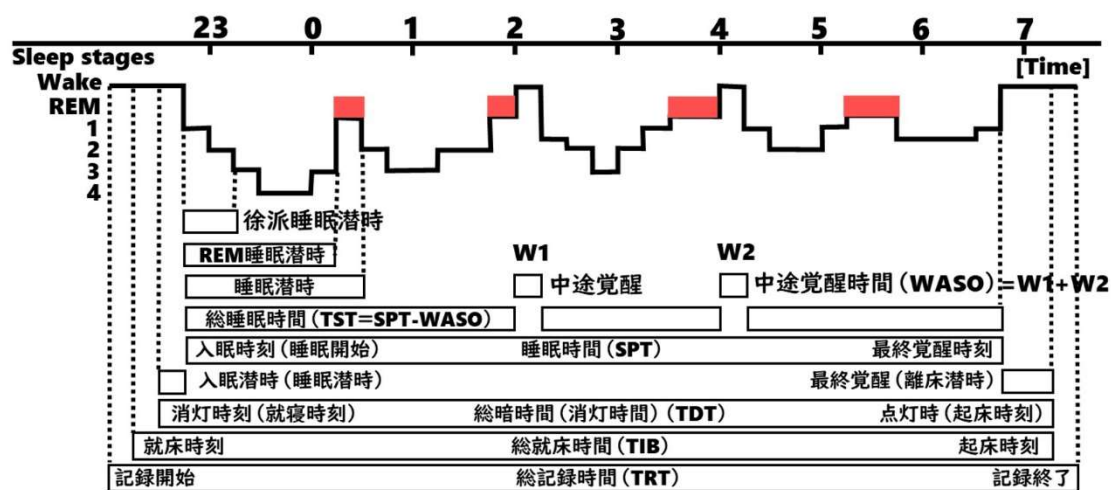 23 0 1 2 3 4 5 6 7
Sleep stages [Time]
Wake
REM
1
2
3
4
徐派睡眠潜時
REM睡眠潜時 W1 W2
睡眠潜時 中途覚醒 中途覚醒時間(WASO)=W1+W2
総睡眠時間(TST=SPT-WASO)
入眠時刻(睡眠開始) 睡眠時間(SPT) 最終覚醒時刻
入眠潜時(睡眠潜時) 最終覚醒(離床潜時)
消灯時刻(就寝時刻) 総暗時間(消灯時間)(TDT) 点灯時(起床時刻)
就床時刻 総就床時間(TIB) 起床時刻
記録開始 総記録時間(TRT) 記録終了